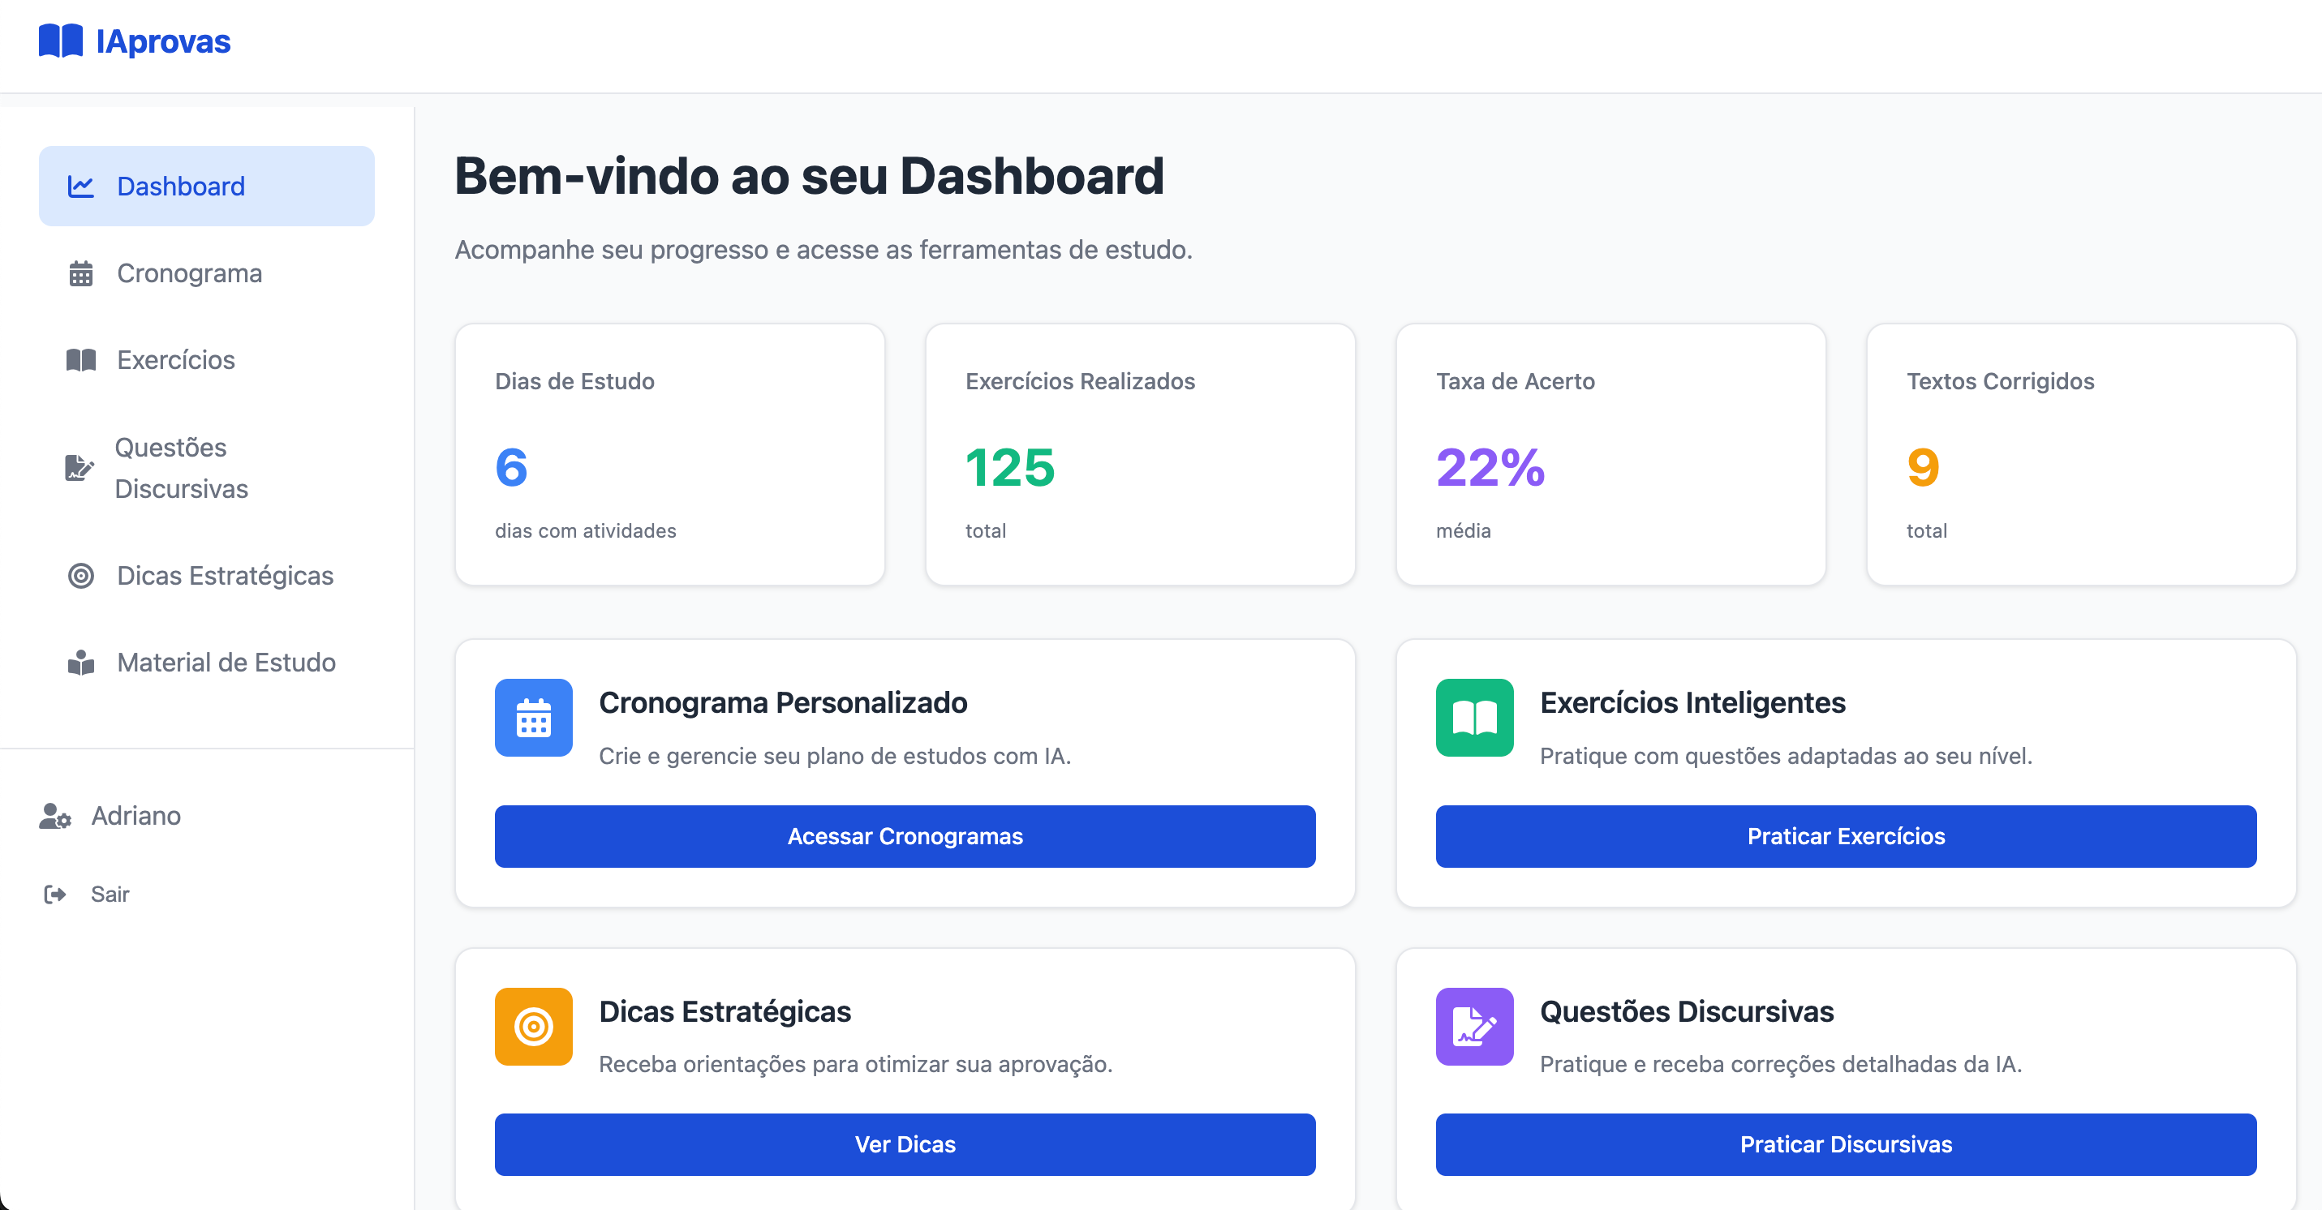 IAprovas
Dashboard
Cronograma
Exercícios
Questões
Discursivas
Dicas Estratégicas
Material de Estudo
Adriano
Sair
Bem-vindo ao seu Dashboard
Acompanhe seu progresso e acesse as ferramentas de estudo.
Dias de Estudo
6
dias com atividades
Exercícios Realizados
125
total
Taxa de Acerto
22%
média
Textos Corrigidos
9
total
Cronograma Personalizado
Crie e gerencie seu plano de estudos com IA.
Acessar Cronogramas
Exercícios Inteligentes
Pratique com questões adaptadas ao seu nível.
Praticar Exercícios
Dicas Estratégicas
Receba orientações para otimizar sua aprovação.
Ver Dicas
Questões Discursivas
Pratique e receba correções detalhadas da IA.
Praticar Discursivas